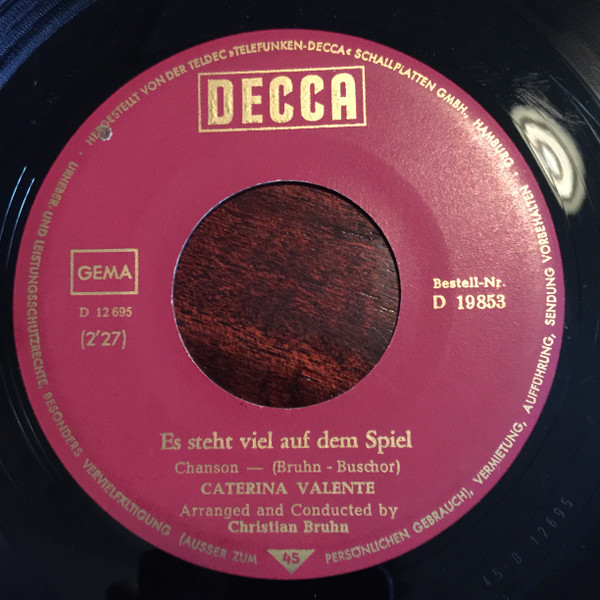 HERGESTELLT VON DER TELDEC »TELEFUNKEN-DECCA« SCHALLPLATTEN GMBH., HAMBURG ·
URHEBER- UND LEISTUNGSSCHUTZRECHTE, BESONDERS VERVIELFÄLTIGUNG (AUSSER ZUM PERSÖNLICHEN GEBRAUCH), VERMIETUNG, AUFFÜHRUNG, SENDUNG VORBEHALTEN ·
DECCA
GEMA
D 12 695
(2'27)
Bestell-Nr.
D 19 853
Es steht viel auf dem Spiel
Chanson — (Bruhn - Buschor)
CATERINA VALENTE
Arranged and Conducted by
Christian Bruhn
45
45-D 12695